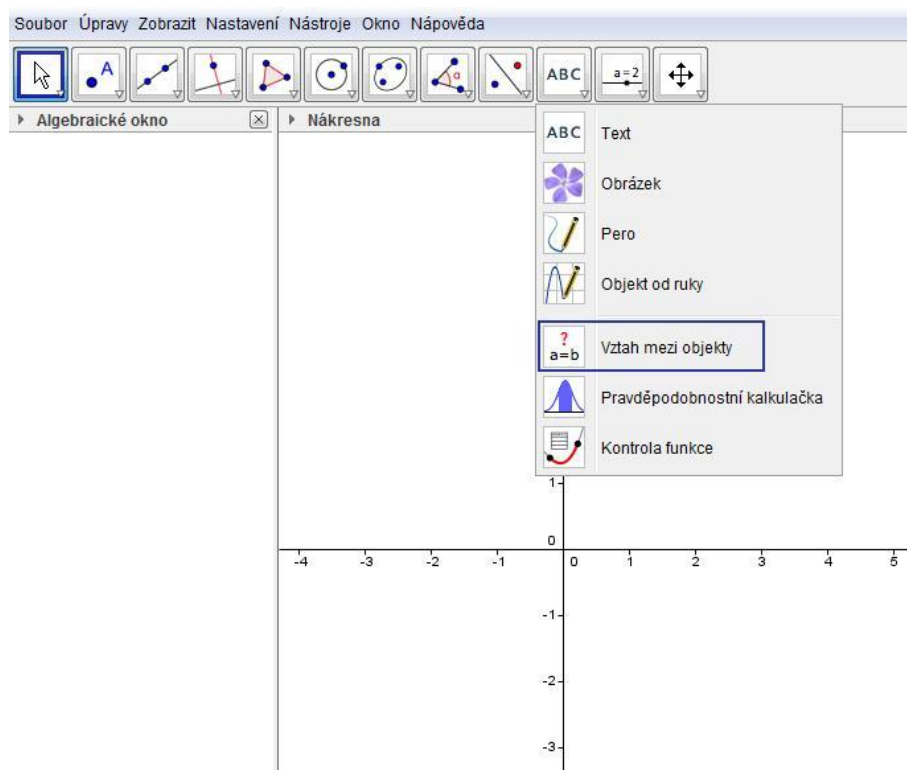 Soubor Úpravy Zobrazit Nastavení Nástroje Okno Nápověda
A α ABC a=2
Algebraické okno Nákresna
ABC Text
Obrázek
Pero
Objekt od ruky
?
a=b Vztah mezi objekty
Pravděpodobnostní kalkulačka
Kontrola funkce
1
0
-4 -3 -2 -1 0 1 2 3 4 5
-1
-2
-3